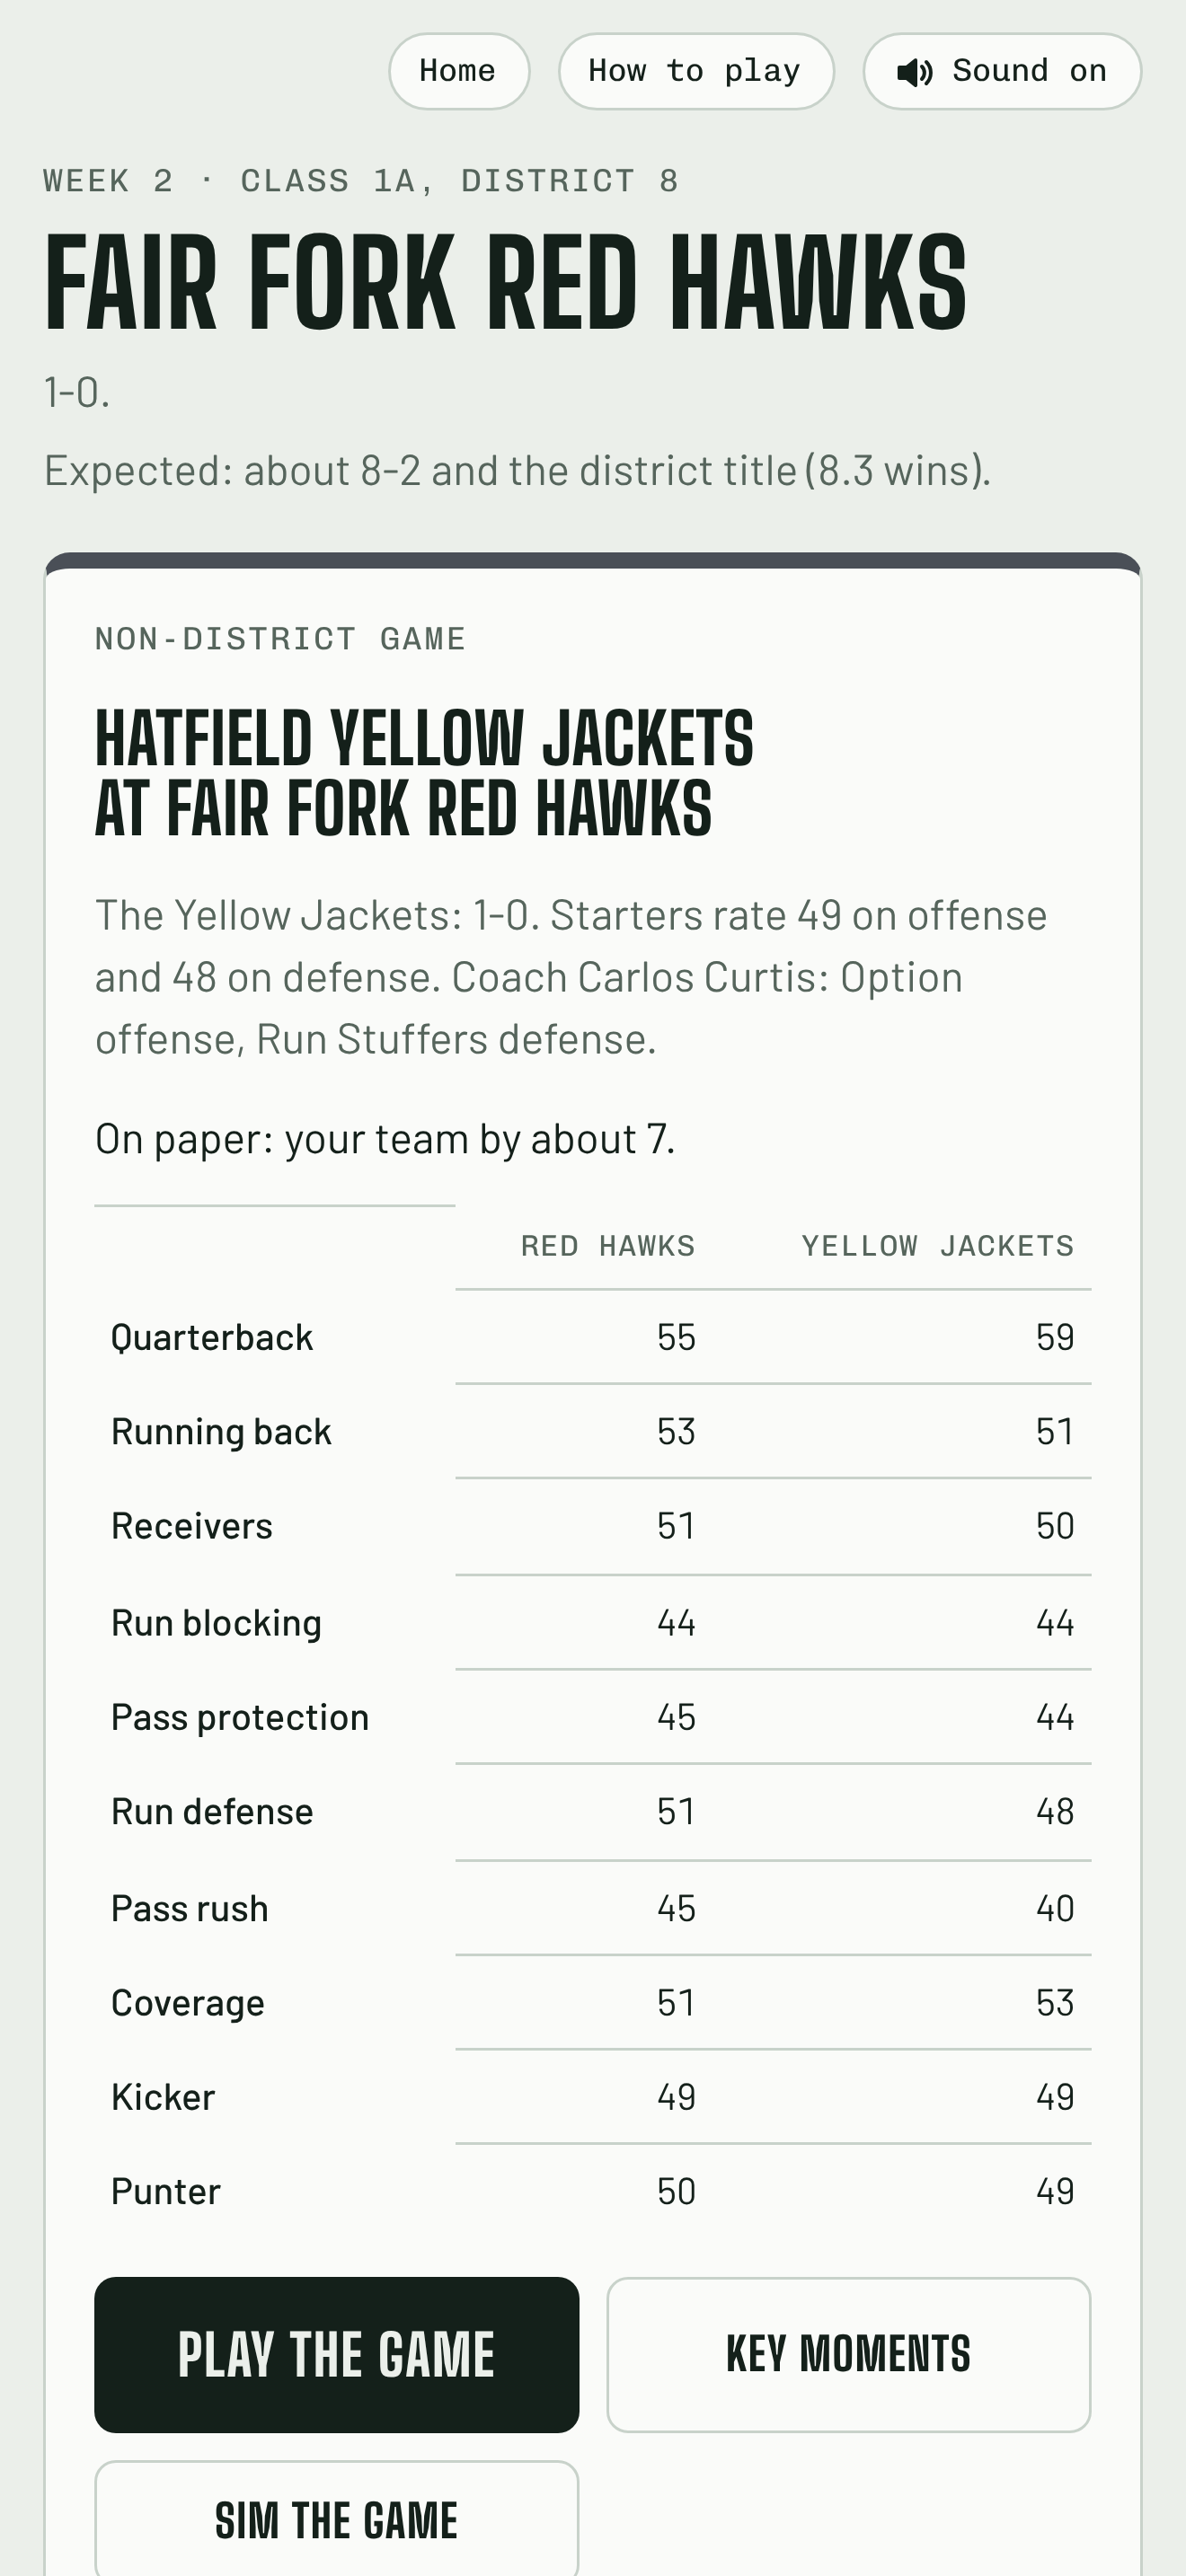 Home How to play Sound on
WEEK 2 · CLASS 1A, DISTRICT 8
FAIR FORK RED HAWKS
1-0.
Expected: about 8-2 and the district title (8.3 wins).
NON-DISTRICT GAME
HATFIELD YELLOW JACKETS
AT FAIR FORK RED HAWKS
The Yellow Jackets: 1-0. Starters rate 49 on offense
and 48 on defense. Coach Carlos Curtis: Option
offense, Run Stuffers defense.
On paper: your team by about 7.
RED HAWKS YELLOW JACKETS
Quarterback 55 59
Running back 53 51
Receivers 51 50
Run blocking 44 44
Pass protection 45 44
Run defense 51 48
Pass rush 45 40
Coverage 51 53
Kicker 49 49
Punter 50 49
PLAY THE GAME KEY MOMENTS
SIM THE GAME